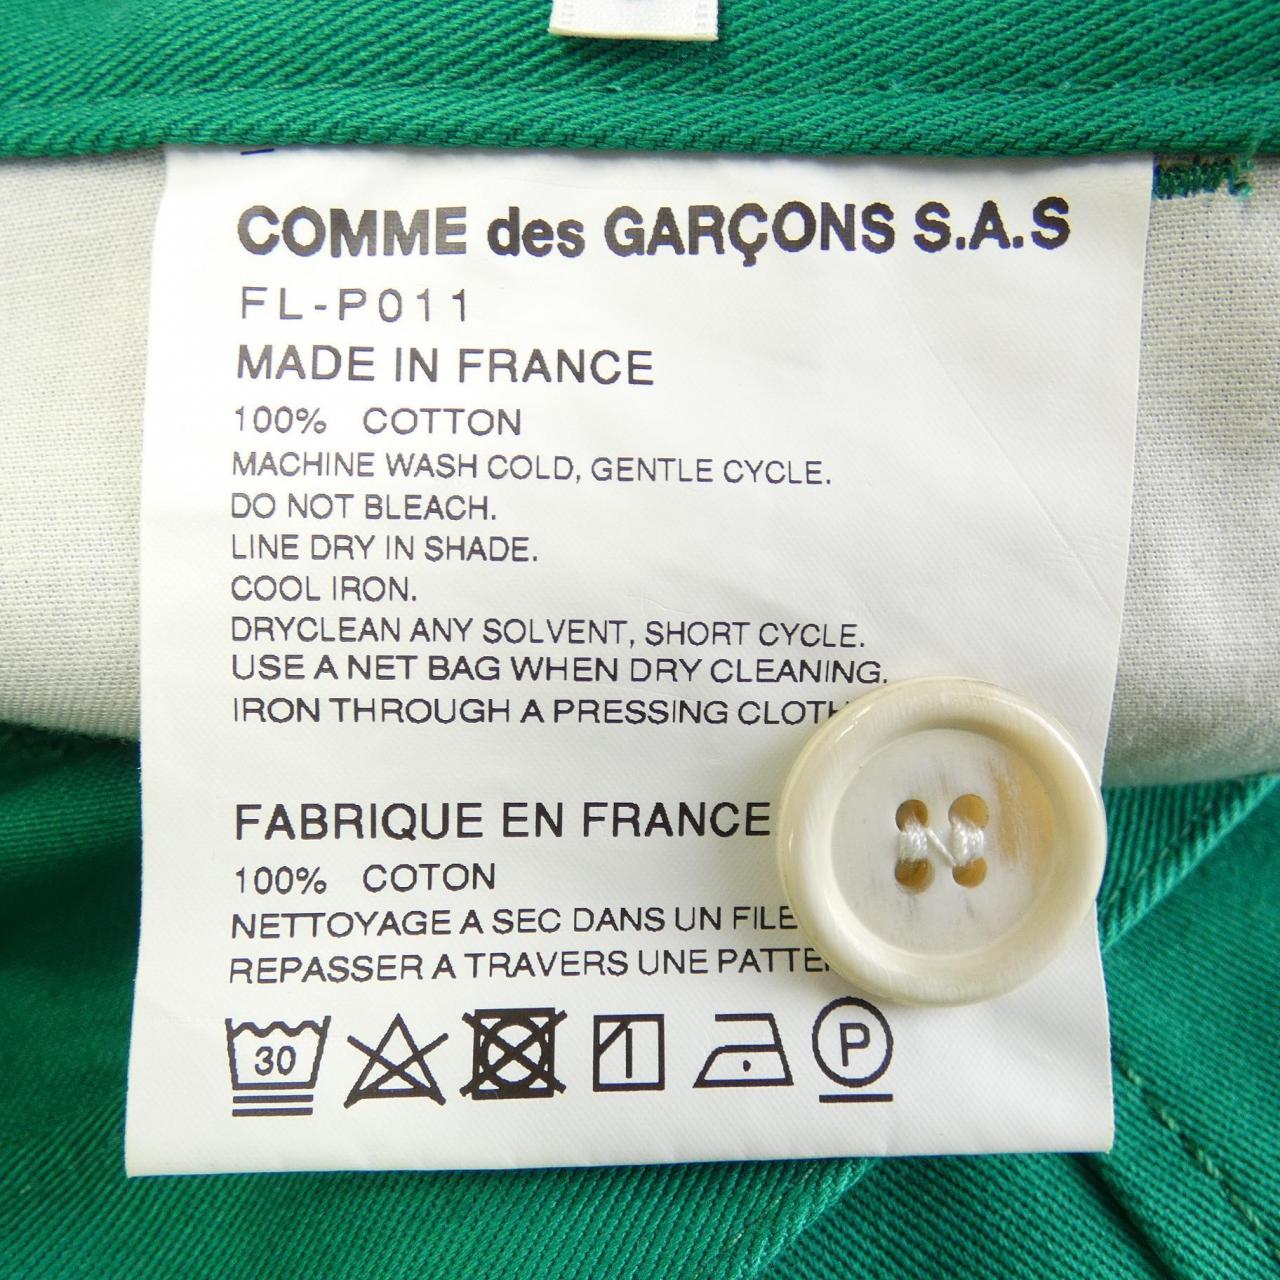 COMME des GARÇONS S.A.S
FL-P011
MADE IN FRANCE
100% COTTON
MACHINE WASH COLD, GENTLE CYCLE.
DO NOT BLEACH.
LINE DRY IN SHADE.
COOL IRON.
DRYCLEAN ANY SOLVENT, SHORT CYCLE.
USE A NET BAG WHEN DRY CLEANING.
IRON THROUGH A PRESSING CLOTH
FABRIQUE EN FRANCE
100% COTON
NETTOYAGE A SEC DANS UN FILE
REPASSER A TRAVERS UNE PATTE
30 P